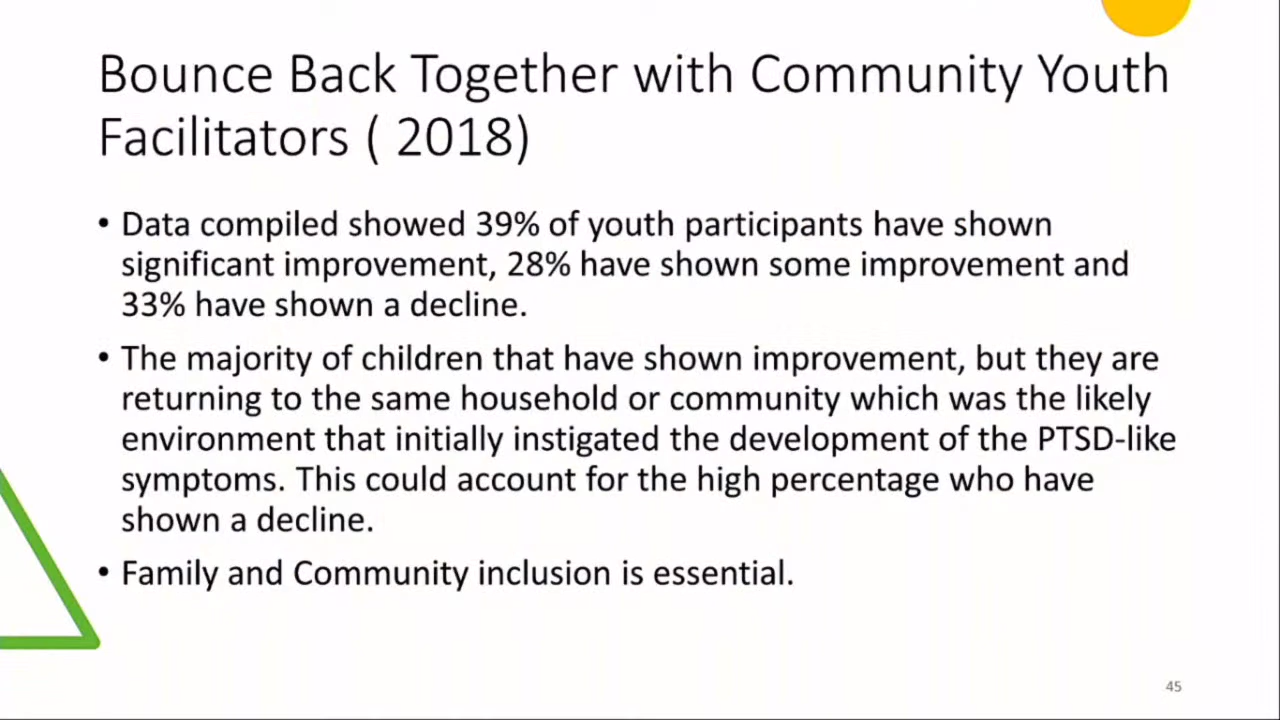 Bounce Back Together with Community Youth
Facilitators ( 2018)
• Data compiled showed 39% of youth participants have shown
significant improvement, 28% have shown some improvement and
33% have shown a decline.
• The majority of children that have shown improvement, but they are
returning to the same household or community which was the likely
environment that initially instigated the development of the PTSD-like
symptoms. This could account for the high percentage who have
shown a decline.
• Family and Community inclusion is essential.
45